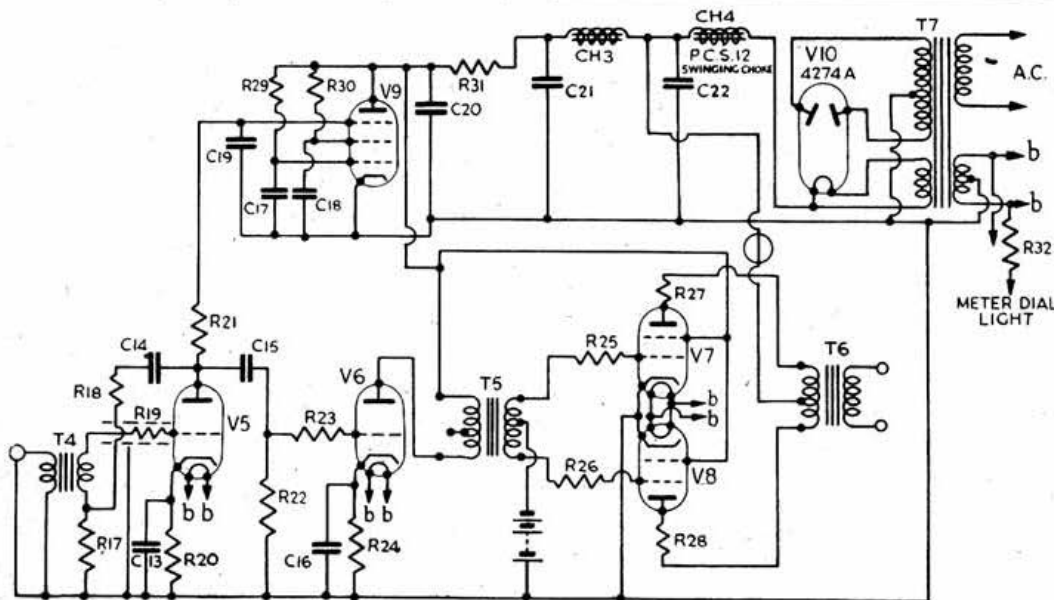 CH4
T7
CH3
P.C.S.12
SWINGING CHOKE
V10
4274A
A.C.
R29
R30
V9
R31
C20
C21
C22
C19
C17
C18
b
b
R32
METER DIAL
LIGHT
R21
R27
C14
C15
V6
T5
R25
V7
T6
R18
R19
V5
R23
b
b
T4
R26
V8
R22
b b
b b
R17
C13
R20
C16
R24
R28